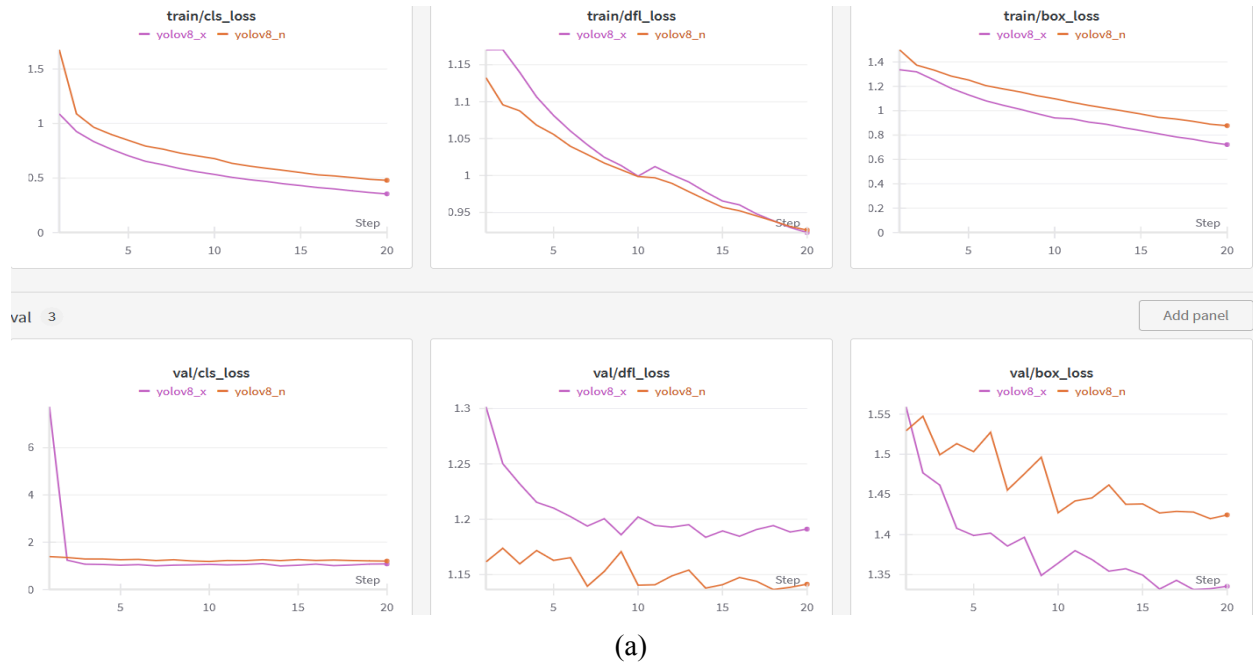 train/cls_loss
yolov8_x yolov8_n
1.5
1
0.5
0
Step
5 10 15 20
train/dfl_loss
yolov8_x yolov8_n
1.15
1.1
1.05
1
0.95
Step
5 10 15 20
train/box_loss
yolov8_x yolov8_n
1.4
1.2
1
0.8
0.6
0.4
0.2
0
Step
5 10 15 20
val 3
Add panel
val/cls_loss
yolov8_x yolov8_n
6
4
2
0
Step
5 10 15 20
val/dfl_loss
yolov8_x yolov8_n
1.3
1.25
1.2
1.15
Step
5 10 15 20
val/box_loss
yolov8_x yolov8_n
1.55
1.5
1.45
1.4
1.35
Step
5 10 15 20
(a)